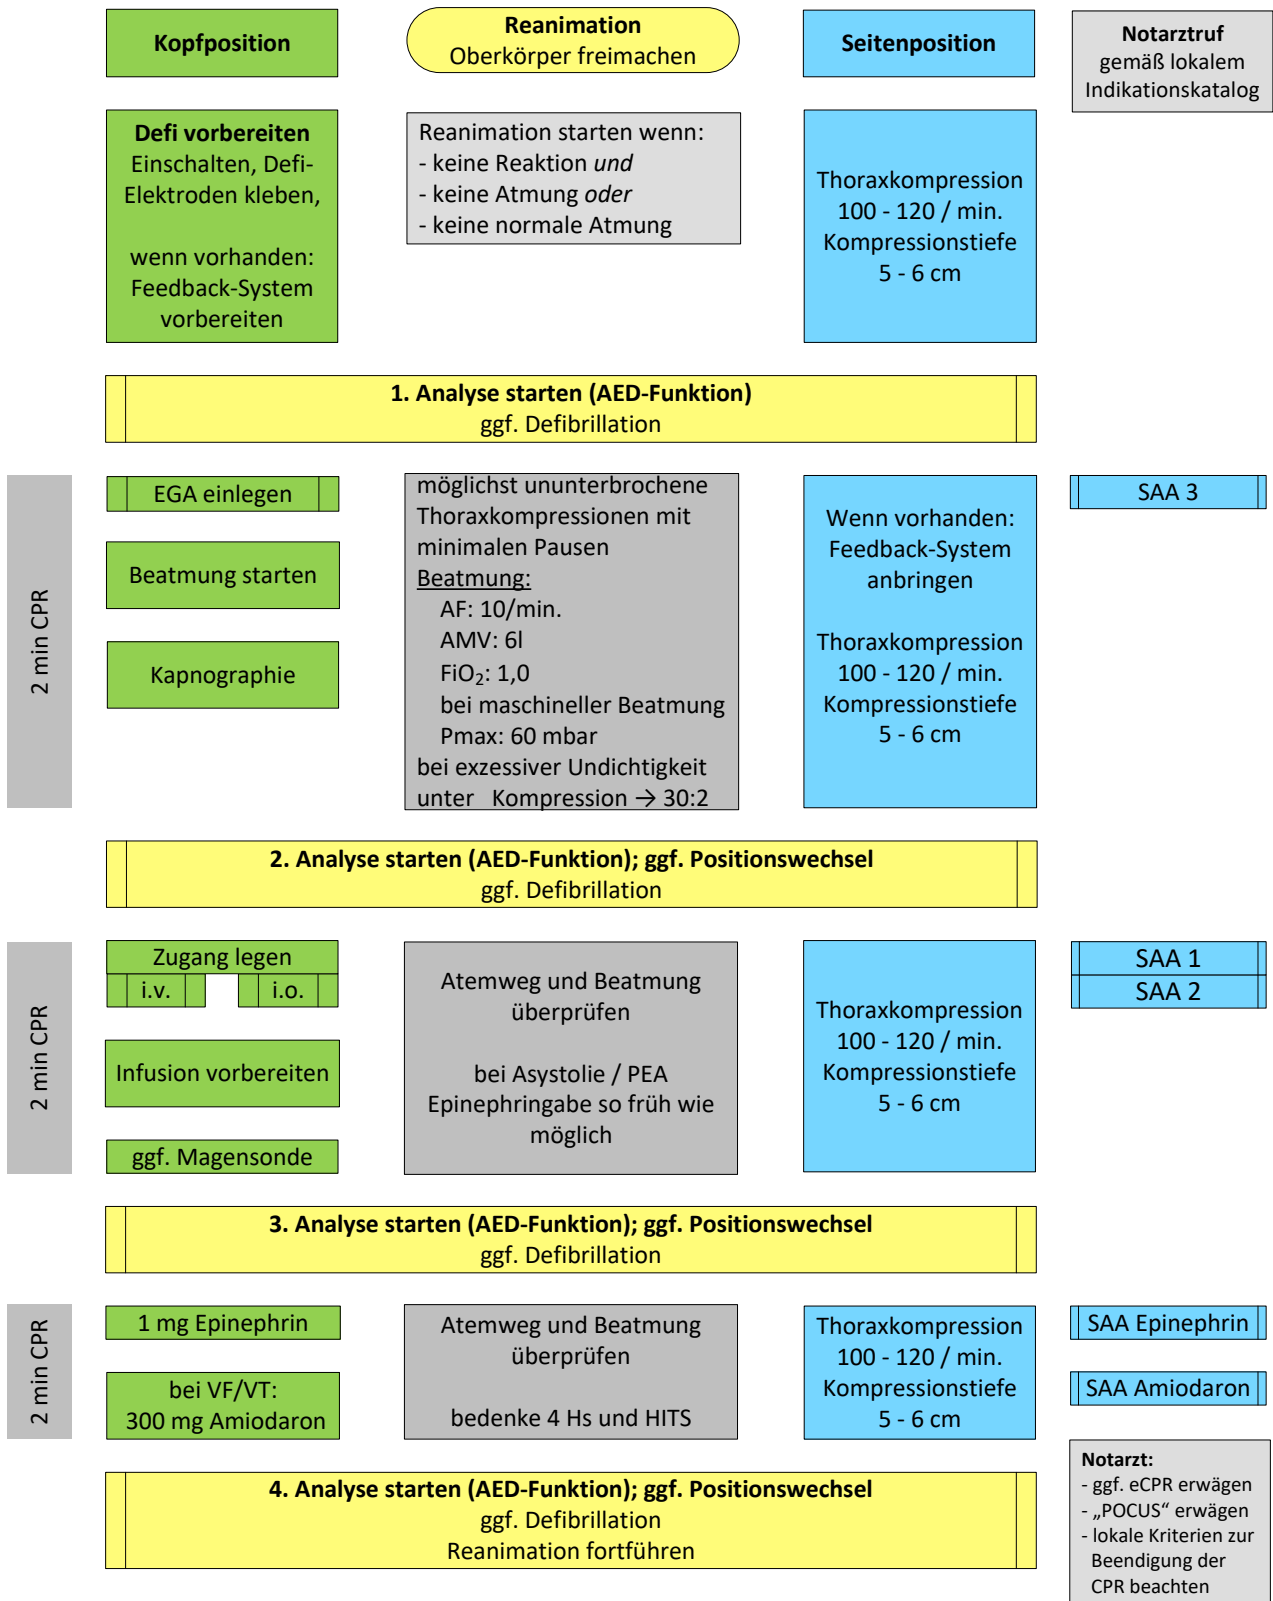 Kopfposition
Reanimation
Oberkörper freimachen
Seitenposition
Notarztruf
gemäß lokalem
Indikationskatalog
Defi vorbereiten
Einschalten, Defi-
Elektroden kleben,
wenn vorhanden:
Feedback-System
vorbereiten
Reanimation starten wenn:
- keine Reaktion und
- keine Atmung oder
- keine normale Atmung
Thoraxkompression
100 - 120 / min.
Kompressionstiefe
5 - 6 cm
1. Analyse starten (AED-Funktion)
ggf. Defibrillation
2 min CPR
EGA einlegen
Beatmung starten
Kapnographie
möglichst ununterbrochene
Thoraxkompressionen mit
minimalen Pausen
Beatmung:
AF: 10/min.
AMV: 6l
FiO₂: 1,0
bei maschineller Beatmung
Pmax: 60 mbar
bei exzessiver Undichtigkeit
unter Kompression → 30:2
Wenn vorhanden:
Feedback-System
anbringen
Thoraxkompression
100 - 120 / min.
Kompressionstiefe
5 - 6 cm
SAA 3
2. Analyse starten (AED-Funktion); ggf. Positionswechsel
ggf. Defibrillation
2 min CPR
Zugang legen
i.v. i.o.
Infusion vorbereiten
ggf. Magensonde
Atemweg und Beatmung
überprüfen
bei Asystolie / PEA
Epinephringabe so früh wie
möglich
Thoraxkompression
100 - 120 / min.
Kompressionstiefe
5 - 6 cm
SAA 1
SAA 2
3. Analyse starten (AED-Funktion); ggf. Positionswechsel
ggf. Defibrillation
2 min CPR
1 mg Epinephrin
bei VF/VT:
300 mg Amiodaron
Atemweg und Beatmung
überprüfen
bedenke 4 Hs und HITS
Thoraxkompression
100 - 120 / min.
Kompressionstiefe
5 - 6 cm
SAA Epinephrin
SAA Amiodaron
4. Analyse starten (AED-Funktion); ggf. Positionswechsel
ggf. Defibrillation
Reanimation fortführen
Notarzt:
- ggf. eCPR erwägen
- „POCUS“ erwägen
- lokale Kriterien zur
Beendigung der
CPR beachten